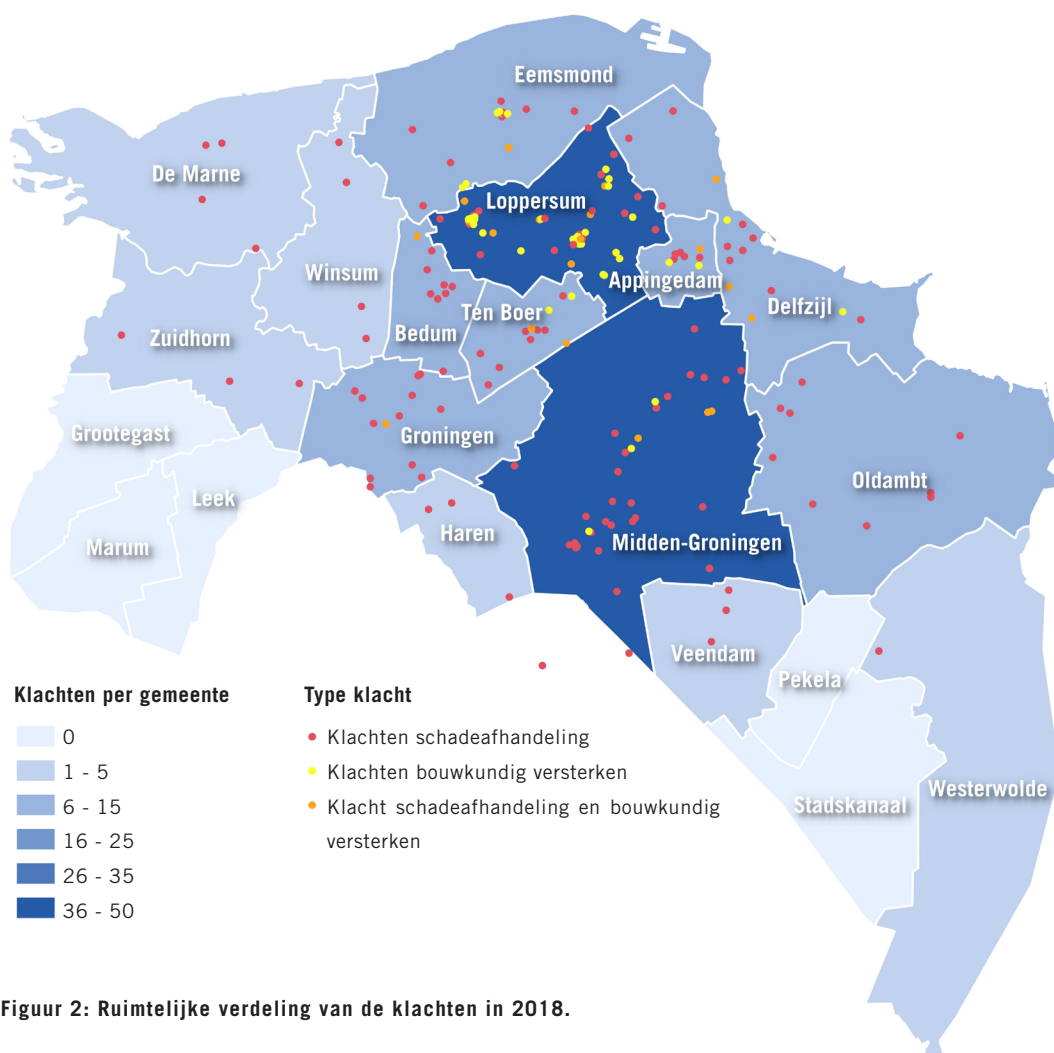 Eemsmond
De Marne
Loppersum
Winsum
Appingedam
Ten Boer
Delfzijl
Zuidhorn
Bedum
Grootegast
Groningen
Leek
Oldambt
Haren
Marum
Midden-Groningen
Veendam
Pekela
Westerwolde
Stadskanaal
Klachten per gemeente
0
1 - 5
6 - 15
16 - 25
26 - 35
36 - 50
Type klacht
Klachten schadeafhandeling
Klachten bouwkundig versterken
Klacht schadeafhandeling en bouwkundig
versterken
Figuur 2: Ruimtelijke verdeling van de klachten in 2018.